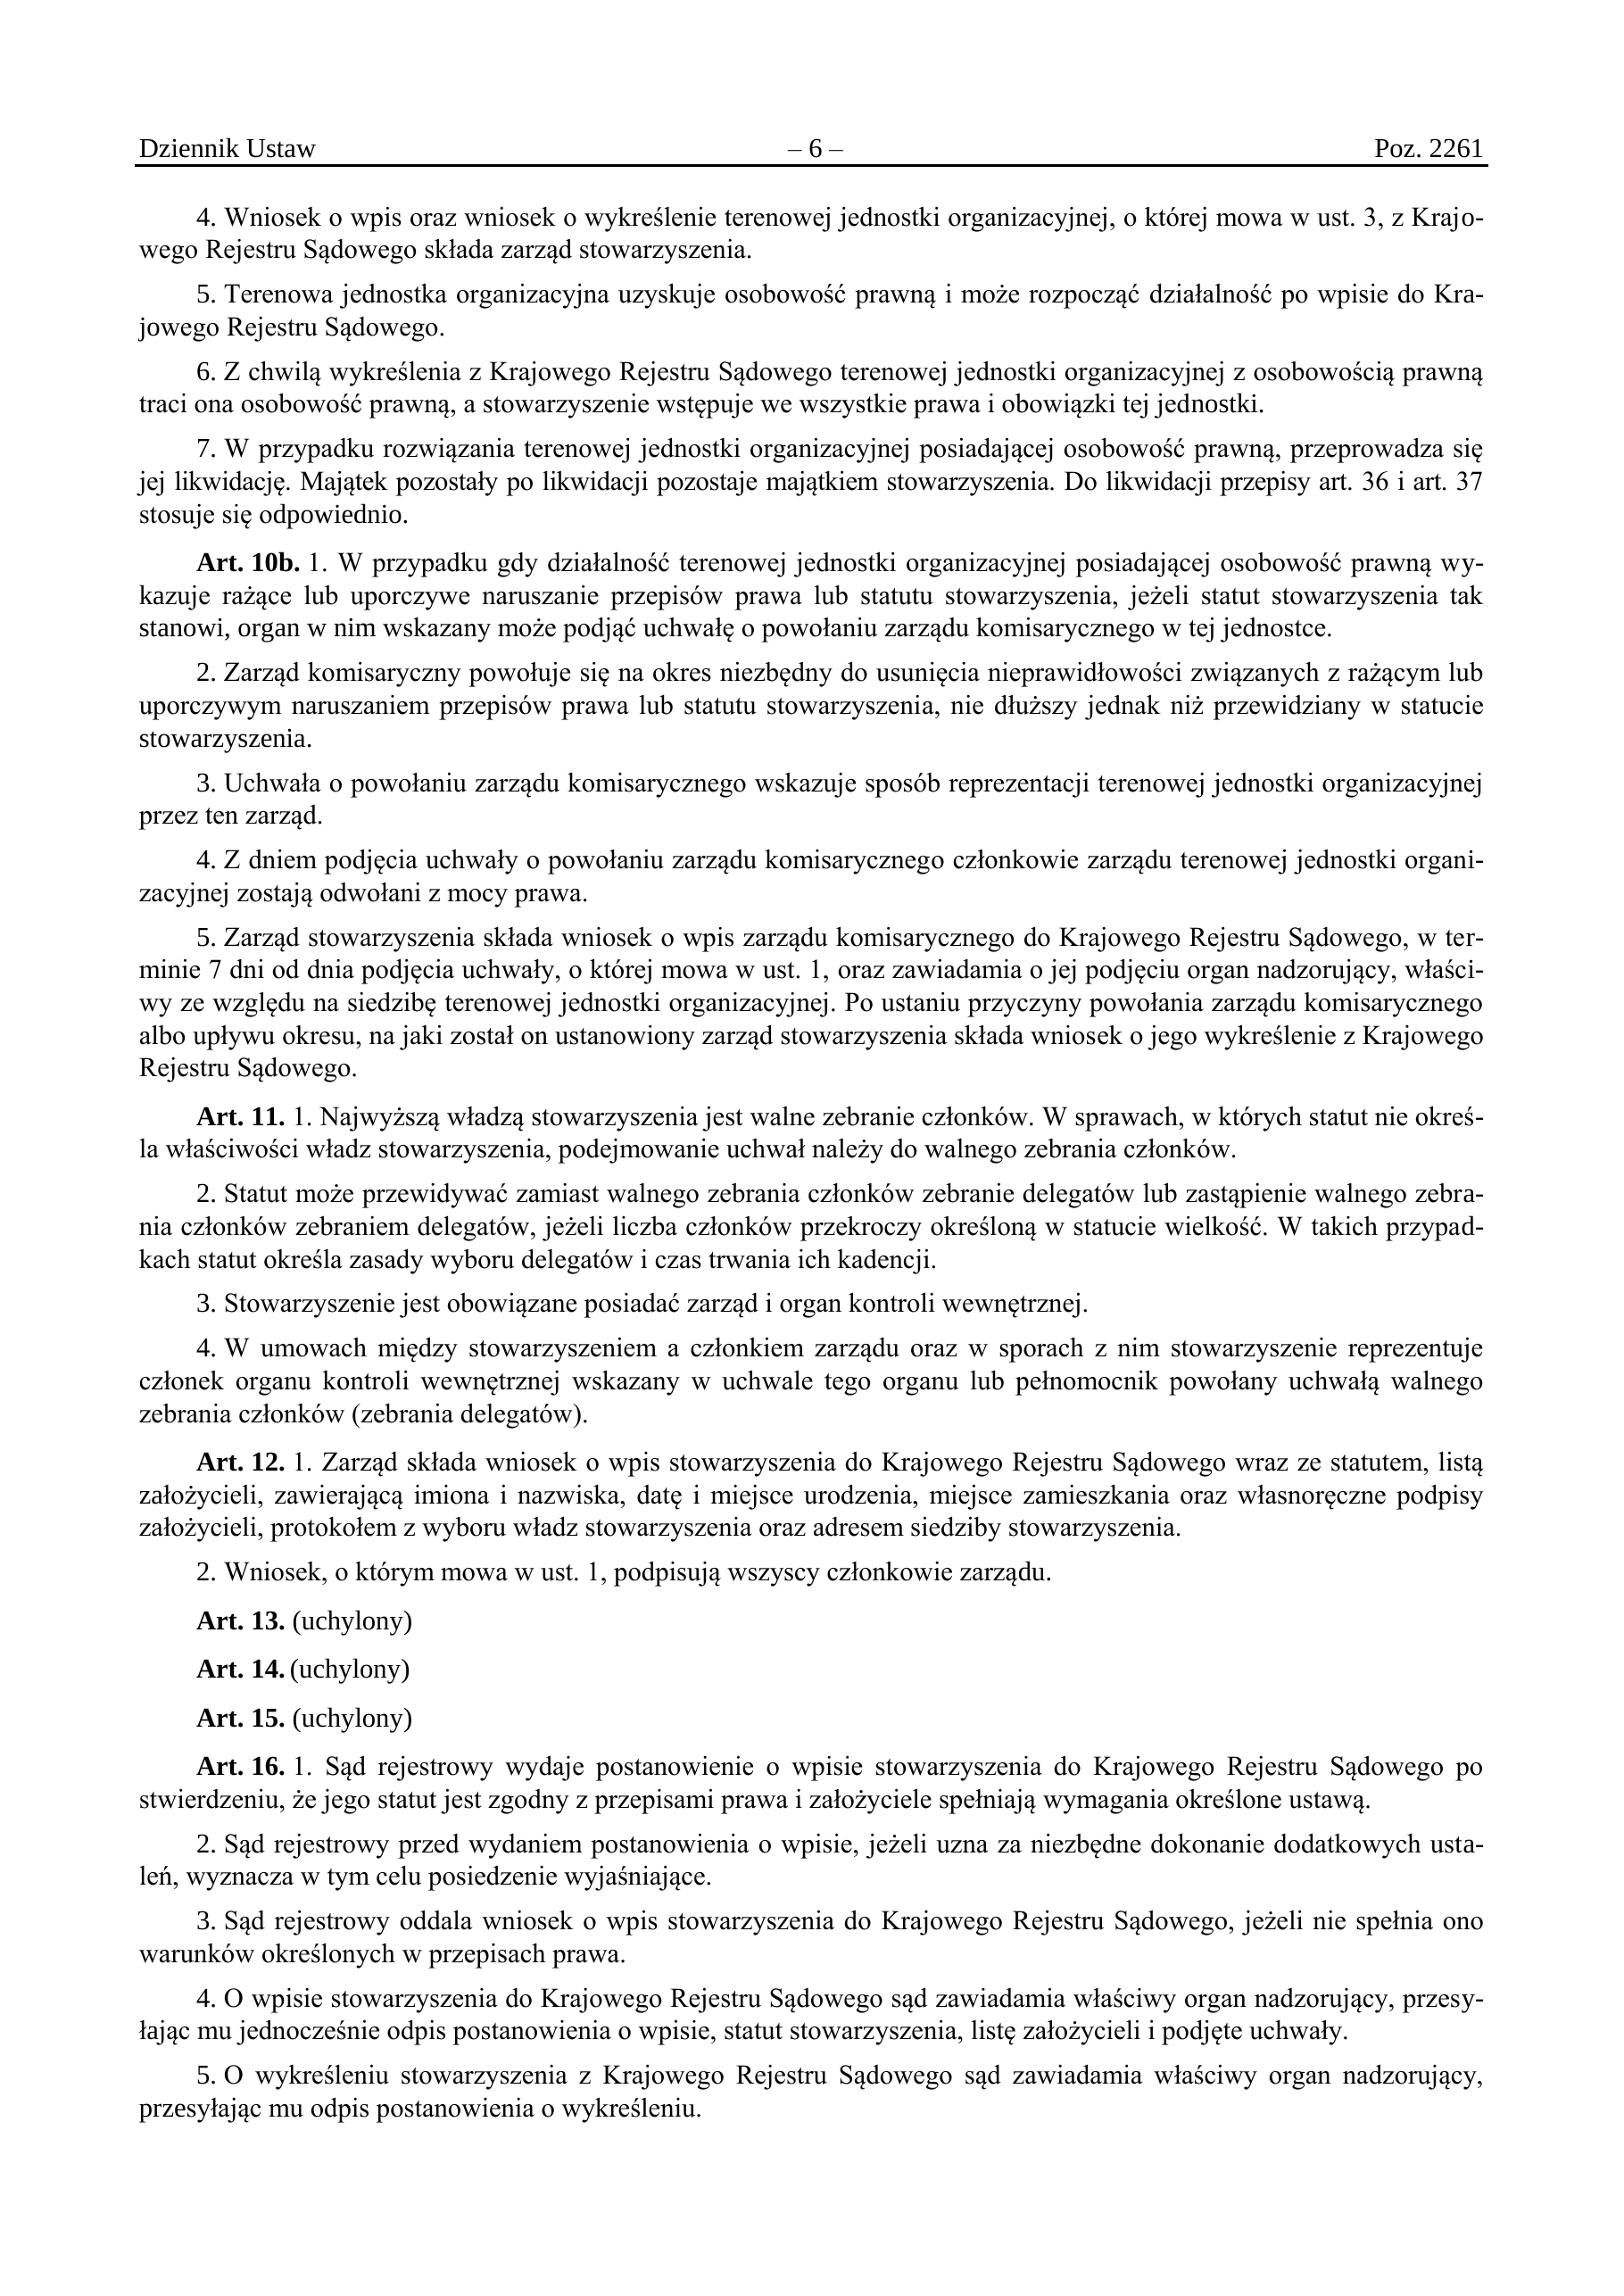 Dziennik Ustaw – 6 – Poz. 2261
4. Wniosek o wpis oraz wniosek o wykreślenie terenowej jednostki organizacyjnej, o której mowa w ust. 3, z Krajo-
wego Rejestru Sądowego składa zarząd stowarzyszenia.
5. Terenowa jednostka organizacyjna uzyskuje osobowość prawną i może rozpocząć działalność po wpisie do Kra-
jowego Rejestru Sądowego.
6. Z chwilą wykreślenia z Krajowego Rejestru Sądowego terenowej jednostki organizacyjnej z osobowością prawną
traci ona osobowość prawną, a stowarzyszenie wstępuje we wszystkie prawa i obowiązki tej jednostki.
7. W przypadku rozwiązania terenowej jednostki organizacyjnej posiadającej osobowość prawną, przeprowadza się
jej likwidację. Majątek pozostały po likwidacji pozostaje majątkiem stowarzyszenia. Do likwidacji przepisy art. 36 i art. 37
stosuje się odpowiednio.
Art. 10b. 1. W przypadku gdy działalność terenowej jednostki organizacyjnej posiadającej osobowość prawną wy-
kazuje rażące lub uporczywe naruszanie przepisów prawa lub statutu stowarzyszenia, jeżeli statut stowarzyszenia tak
stanowi, organ w nim wskazany może podjąć uchwałę o powołaniu zarządu komisarycznego w tej jednostce.
2. Zarząd komisaryczny powołuje się na okres niezbędny do usunięcia nieprawidłowości związanych z rażącym lub
uporczywym naruszaniem przepisów prawa lub statutu stowarzyszenia, nie dłuższy jednak niż przewidziany w statucie
stowarzyszenia.
3. Uchwała o powołaniu zarządu komisarycznego wskazuje sposób reprezentacji terenowej jednostki organizacyjnej
przez ten zarząd.
4. Z dniem podjęcia uchwały o powołaniu zarządu komisarycznego członkowie zarządu terenowej jednostki organi-
zacyjnej zostają odwołani z mocy prawa.
5. Zarząd stowarzyszenia składa wniosek o wpis zarządu komisarycznego do Krajowego Rejestru Sądowego, w ter-
minie 7 dni od dnia podjęcia uchwały, o której mowa w ust. 1, oraz zawiadamia o jej podjęciu organ nadzorujący, właści-
wy ze względu na siedzibę terenowej jednostki organizacyjnej. Po ustaniu przyczyny powołania zarządu komisarycznego
albo upływu okresu, na jaki został on ustanowiony zarząd stowarzyszenia składa wniosek o jego wykreślenie z Krajowego
Rejestru Sądowego.
Art. 11. 1. Najwyższą władzą stowarzyszenia jest walne zebranie członków. W sprawach, w których statut nie okreś-
la właściwości władz stowarzyszenia, podejmowanie uchwał należy do walnego zebrania członków.
2. Statut może przewidywać zamiast walnego zebrania członków zebranie delegatów lub zastąpienie walnego zebra-
nia członków zebraniem delegatów, jeżeli liczba członków przekroczy określoną w statucie wielkość. W takich przypad-
kach statut określa zasady wyboru delegatów i czas trwania ich kadencji.
3. Stowarzyszenie jest obowiązane posiadać zarząd i organ kontroli wewnętrznej.
4. W umowach między stowarzyszeniem a członkiem zarządu oraz w sporach z nim stowarzyszenie reprezentuje
członek organu kontroli wewnętrznej wskazany w uchwale tego organu lub pełnomocnik powołany uchwałą walnego
zebrania członków (zebrania delegatów).
Art. 12. 1. Zarząd składa wniosek o wpis stowarzyszenia do Krajowego Rejestru Sądowego wraz ze statutem, listą
założycieli, zawierającą imiona i nazwiska, datę i miejsce urodzenia, miejsce zamieszkania oraz własnoręczne podpisy
założycieli, protokołem z wyboru władz stowarzyszenia oraz adresem siedziby stowarzyszenia.
2. Wniosek, o którym mowa w ust. 1, podpisują wszyscy członkowie zarządu.
Art. 13. (uchylony)
Art. 14. (uchylony)
Art. 15. (uchylony)
Art. 16. 1. Sąd rejestrowy wydaje postanowienie o wpisie stowarzyszenia do Krajowego Rejestru Sądowego po
stwierdzeniu, że jego statut jest zgodny z przepisami prawa i założyciele spełniają wymagania określone ustawą.
2. Sąd rejestrowy przed wydaniem postanowienia o wpisie, jeżeli uzna za niezbędne dokonanie dodatkowych usta-
leń, wyznacza w tym celu posiedzenie wyjaśniające.
3. Sąd rejestrowy oddala wniosek o wpis stowarzyszenia do Krajowego Rejestru Sądowego, jeżeli nie spełnia ono
warunków określonych w przepisach prawa.
4. O wpisie stowarzyszenia do Krajowego Rejestru Sądowego sąd zawiadamia właściwy organ nadzorujący, przesy-
łając mu jednocześnie odpis postanowienia o wpisie, statut stowarzyszenia, listę założycieli i podjęte uchwały.
5. O wykreśleniu stowarzyszenia z Krajowego Rejestru Sądowego sąd zawiadamia właściwy organ nadzorujący,
przesyłając mu odpis postanowienia o wykreśleniu.